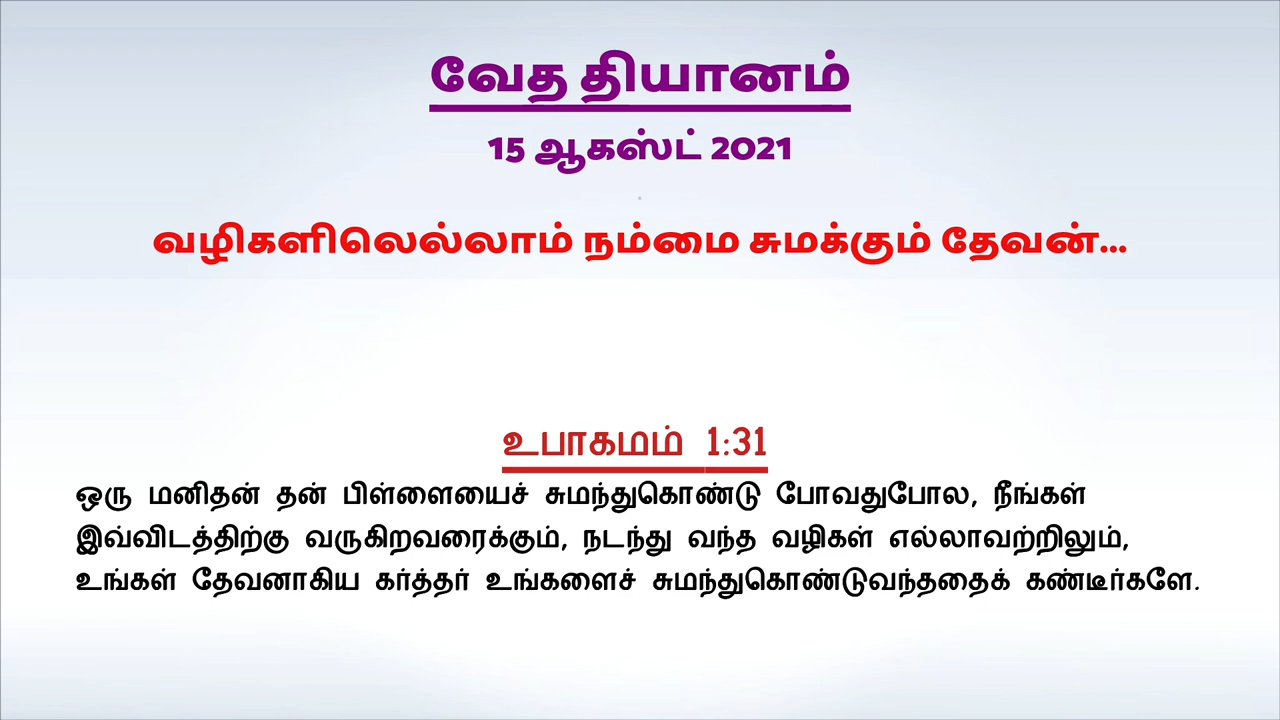 வேத தியானம்
15 ஆகஸ்ட் 2021
வழிகளிலெல்லாம் நம்மை சுமக்கும் தேவன்...
உபாகமம் 1:31
ஒரு மனிதன் தன் பிள்ளையைச் சுமந்துகொண்டு போவதுபோல, நீங்கள்
இவ்விடத்திற்கு வருகிறவரைக்கும், நடந்து வந்த வழிகள் எல்லாவற்றிலும்,
உங்கள் தேவனாகிய கர்த்தர் உங்களைச் சுமந்துகொண்டுவந்ததைக் கண்டீர்களே.